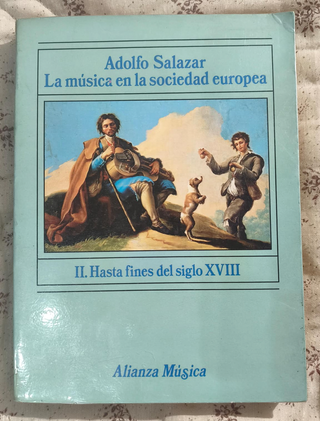 Adolfo Salazar
La música en la sociedad europea
II. Hasta fines del siglo XVIII
Alianza Música